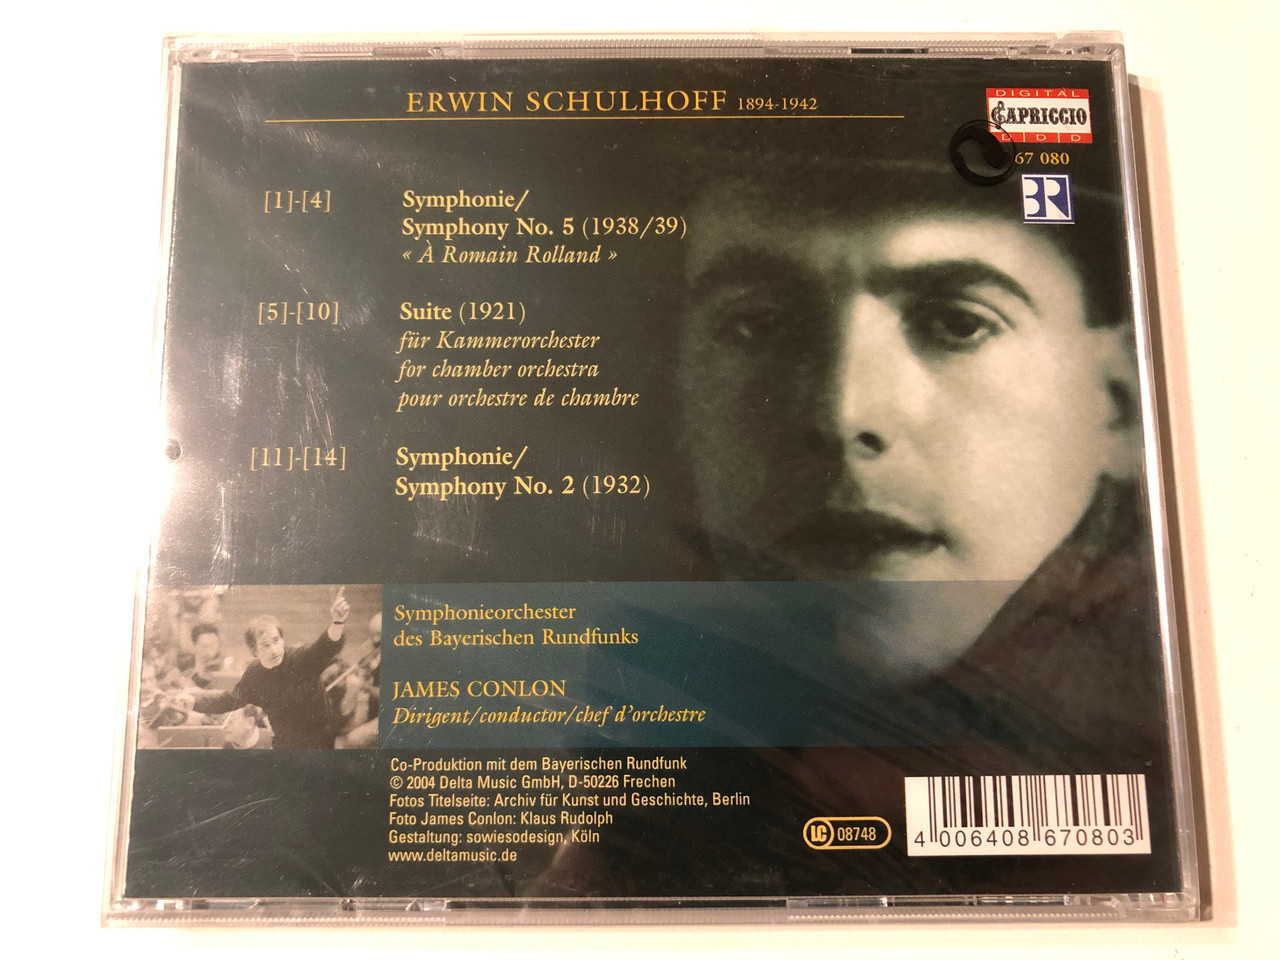 ERWIN SCHULHOFF 1894-1942
DIGITAL
CAPRICCIO
D D D
67 080
BR
[1]-[4] Symphonie/
Symphony No. 5 (1938/39)
« À Romain Rolland »
[5]-[10] Suite (1921)
für Kammerorchester
for chamber orchestra
pour orchestre de chambre
[11]-[14] Symphonie/
Symphony No. 2 (1932)
Symphonieorchester
des Bayerischen Rundfunks
JAMES CONLON
Dirigent/conductor/chef d'orchestre
Co-Produktion mit dem Bayerischen Rundfunk
© 2004 Delta Music GmbH, D-50226 Frechen
Fotos Titelseite: Archiv für Kunst und Geschichte, Berlin
Foto James Conlon: Klaus Rudolph
Gestaltung: sowiesodesign, Köln
www.deltamusic.de
LC 08748
4 006408 670803